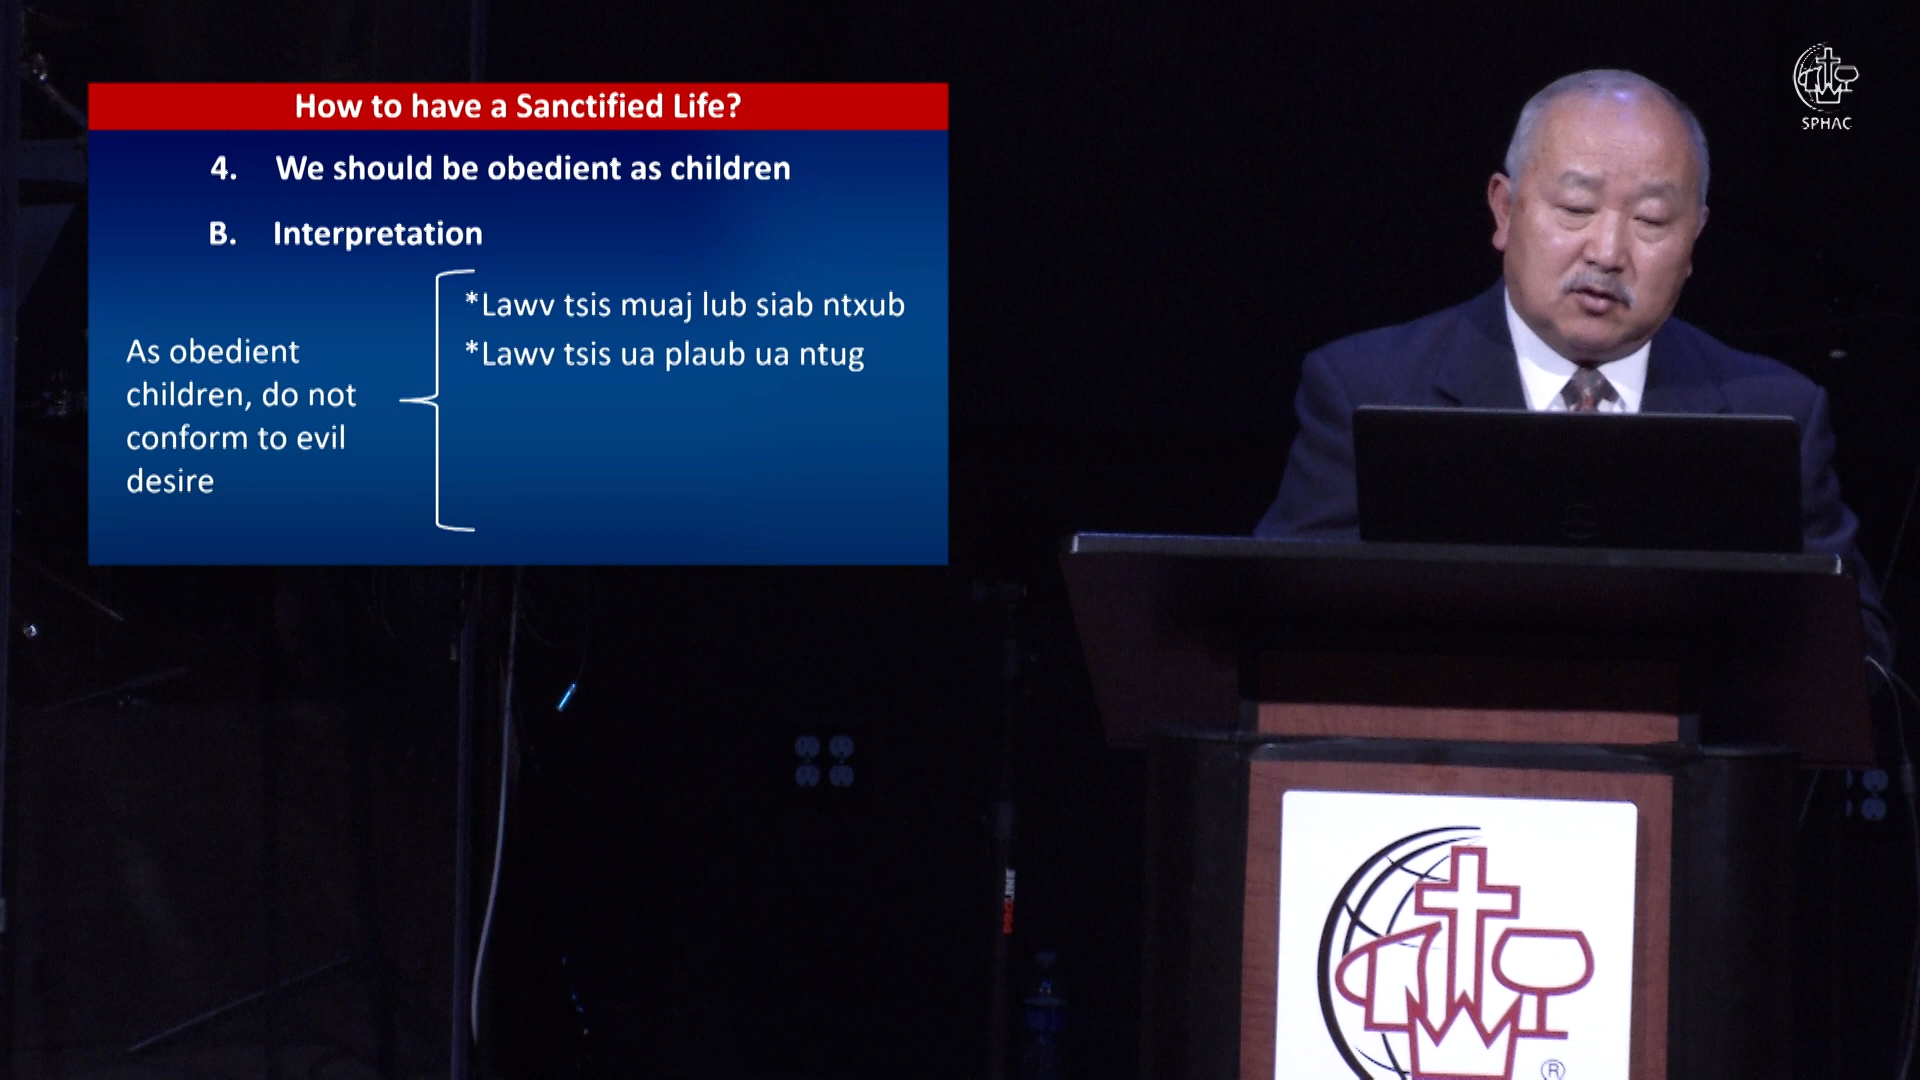 How to have a Sanctified Life?
4. We should be obedient as children
B. Interpretation
As obedient
children, do not
conform to evil
desire
*Lawv tsis muaj lub siab ntxub
*Lawv tsis ua plaub ua ntug
SPHAC
PROLINE
®